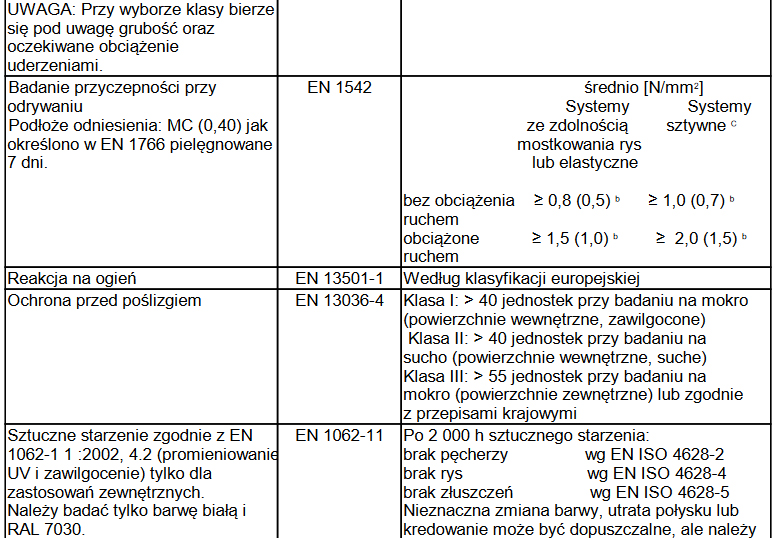 UWAGA: Przy wyborze klasy bierze
się pod uwagę grubość oraz
oczekiwane obciążenie
uderzeniami.
Badanie przyczepności przy
odrywaniu
Podłoże odniesienia: MC (0,40) jak
określono w EN 1766 pielęgnowane
7 dni.
EN 1542
średnio [N/mm²]
Systemy Systemy
ze zdolnością sztywne ᶜ
mostkowania rys
lub elastyczne
bez obciążenia ≥ 0,8 (0,5) ᵇ ≥ 1,0 (0,7) ᵇ
ruchem
obciążone ≥ 1,5 (1,0) ᵇ ≥ 2,0 (1,5) ᵇ
ruchem
Reakcja na ogień EN 13501-1 Według klasyfikacji europejskiej
Ochrona przed poślizgiem
EN 13036-4
Klasa I: > 40 jednostek przy badaniu na mokro
(powierzchnie wewnętrzne, zawilgocone)
Klasa II: > 40 jednostek przy badaniu na
sucho (powierzchnie wewnętrzne, suche)
Klasa III: > 55 jednostek przy badaniu na
mokro (powierzchnie zewnętrzne) lub zgodnie
z przepisami krajowymi
Sztuczne starzenie zgodnie z EN
1062-1 1 :2002, 4.2 (promieniowanie
UV i zawilgocenie) tylko dla
zastosowań zewnętrznych.
Należy badać tylko barwę białą i
RAL 7030.
EN 1062-11
Po 2 000 h sztucznego starzenia:
brak pęcherzy wg EN ISO 4628-2
brak rys wg EN ISO 4628-4
brak złuszczeń wg EN ISO 4628-5
Nieznaczna zmiana barwy, utrata połysku lub
kredowanie może być dopuszczalne, ale należy